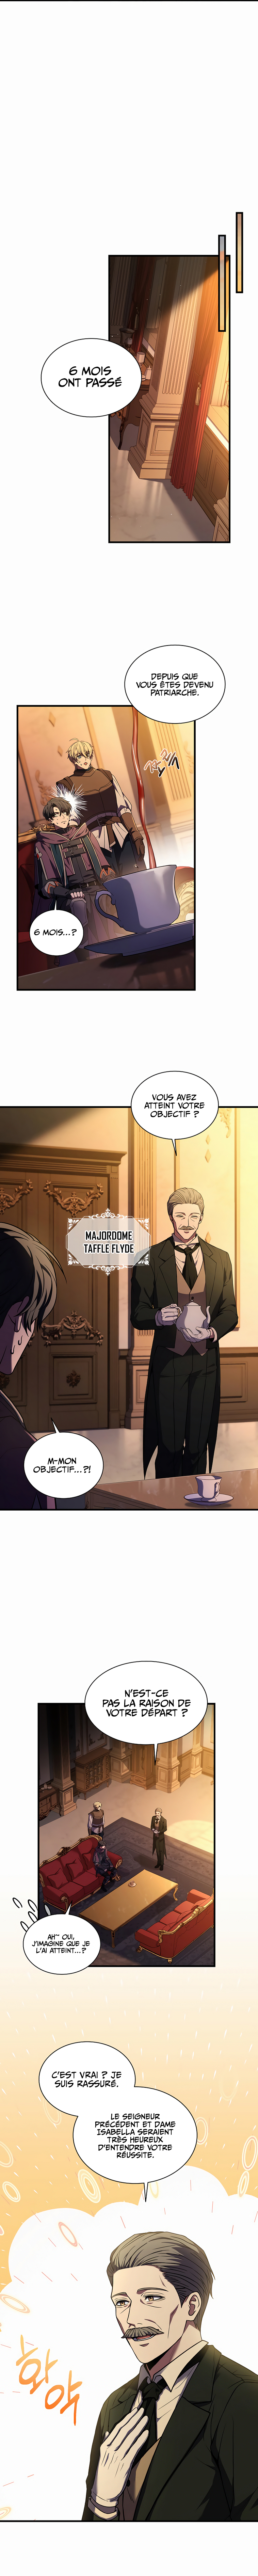 6 MOIS
ONT PASSÉ
DEPUIS QUE
VOUS ÊTES DEVENU
PATRIARCHE.
6 MOIS...?
VOUS AVEZ
ATTEINT VOTRE
OBJECTIF ?
MAJORDOME
TAFFLE FLYDE
M-MON
OBJECTIF...?!
N'EST-CE
PAS LA RAISON DE
VOTRE DÉPART ?
AH~ OUI,
J'IMAGINE QUE JE
L'AI ATTEINT...?
C'EST VRAI ? JE
SUIS RASSURÉ.
LE SEIGNEUR
PRÉCÉDENT ET DAME
ISABELLA SERAIENT
TRÈS HEUREUX
D'ENTENDRE VOTRE
RÉUSSITE.
화
악